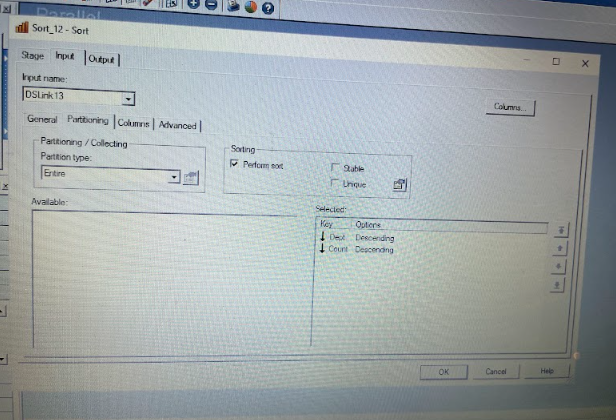 Parallel
Sort_12 - Sort
Stage Input Output
Input name:
DSLink13
Columns...
General Partitioning Columns Advanced
Partitioning / Collecting
Partition type:
Entire
Sorting
Perform sort
Stable
Unique
Available:
Selected:
Key Options
Dept Descending
Count Descending
OK Cancel Help